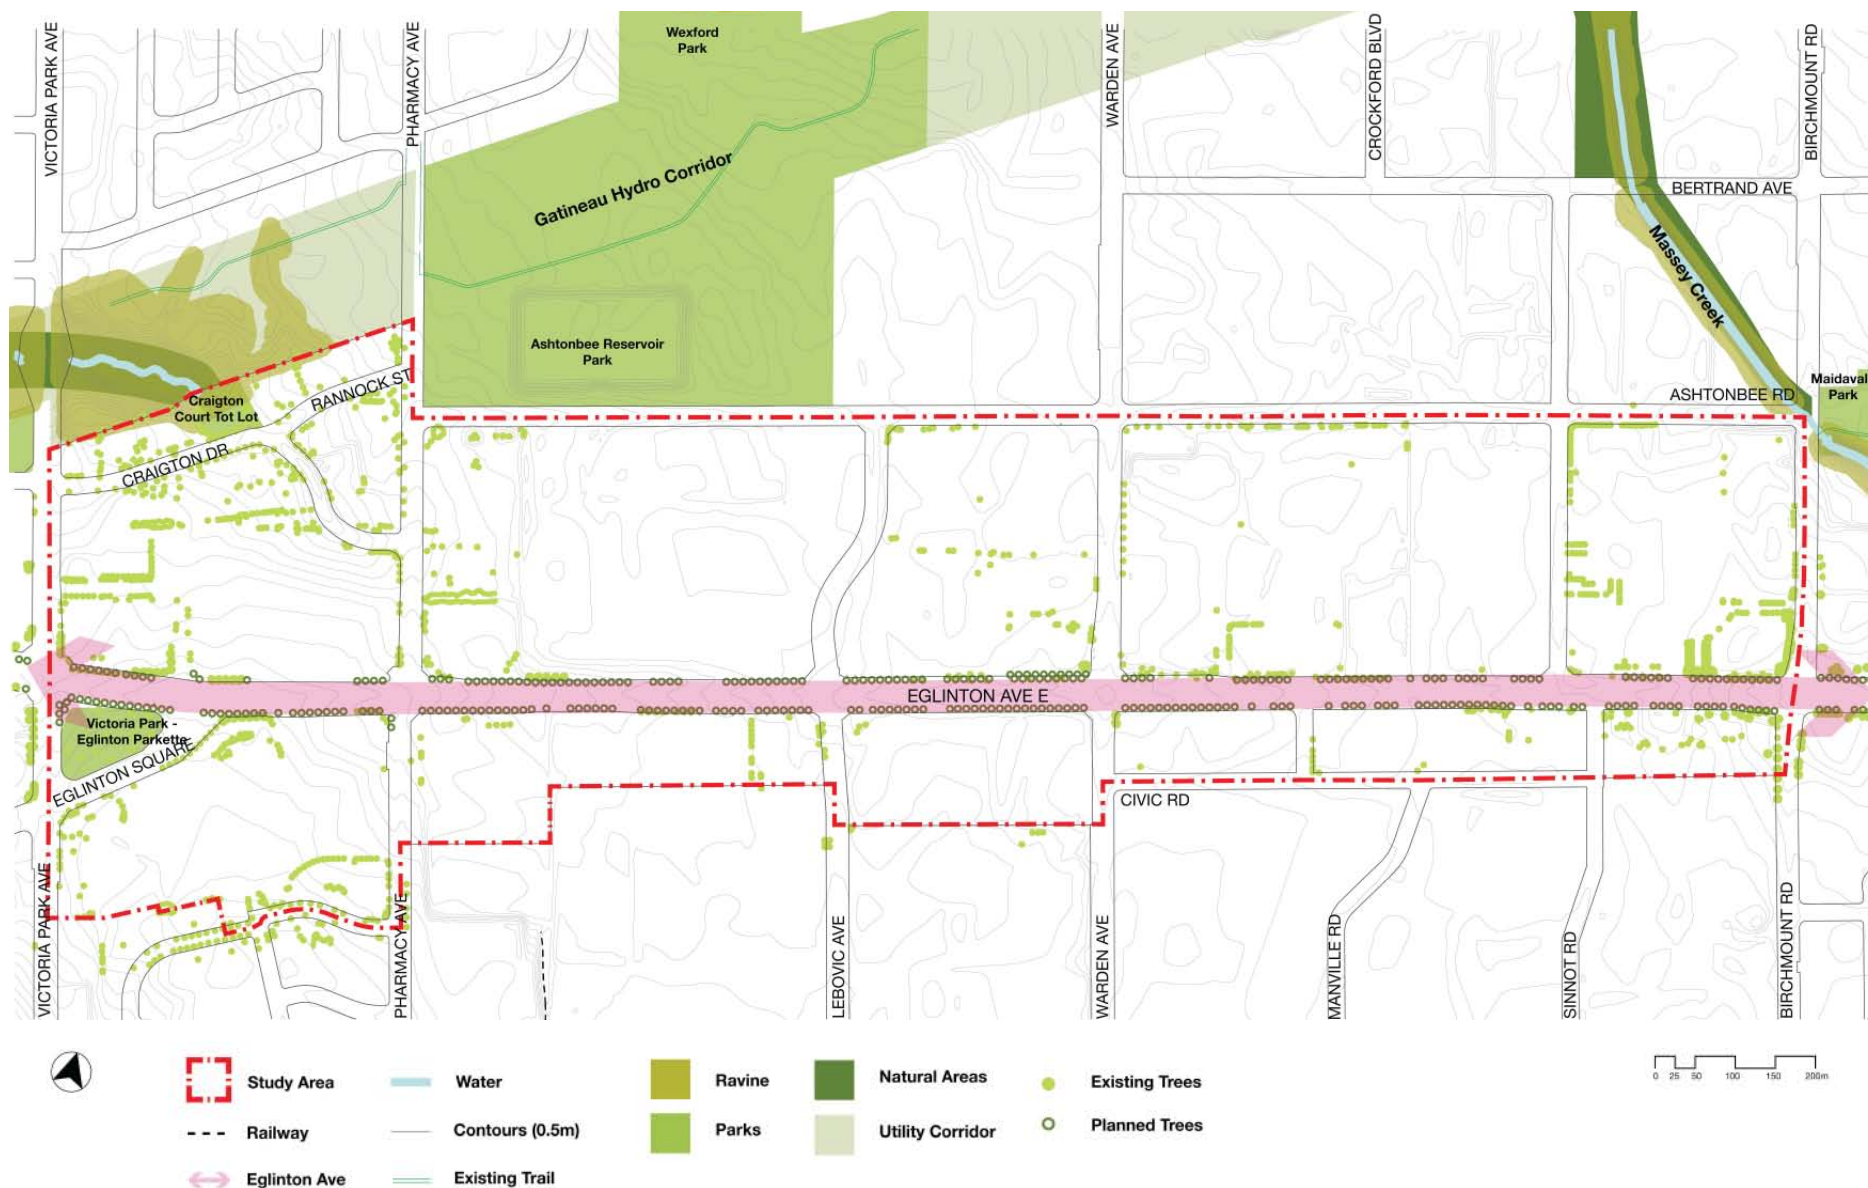 VICTORIA PARK AVE
PHARMACY AVE
Wexford
Park
WARDEN AVE
CROCKFORD BLVD
BIRCHMOUNT RD
Gatineau Hydro Corridor
BERTRAND AVE
Massey Creek
Ashtonbee Reservoir
Park
Maidaval
Park
ASHTONBEE RD
RANNOCK ST
Craigton
Court Tot Lot
CRAIGTON DR
EGLINTON AVE E
Victoria Park -
Eglinton Parkette
EGLINTON SQUARE
CIVIC RD
VICTORIA PARK AVE
PHARMACY AVE
LEBOVIC AVE
WARDEN AVE
MANVILLE RD
SINNOT RD
BIRCHMOUNT RD
Study Area
Water
Ravine
Natural Areas
Existing Trees
0 25 50 100 150 200m
Railway
Contours (0.5m)
Parks
Utility Corridor
Planned Trees
Eglinton Ave
Existing Trail